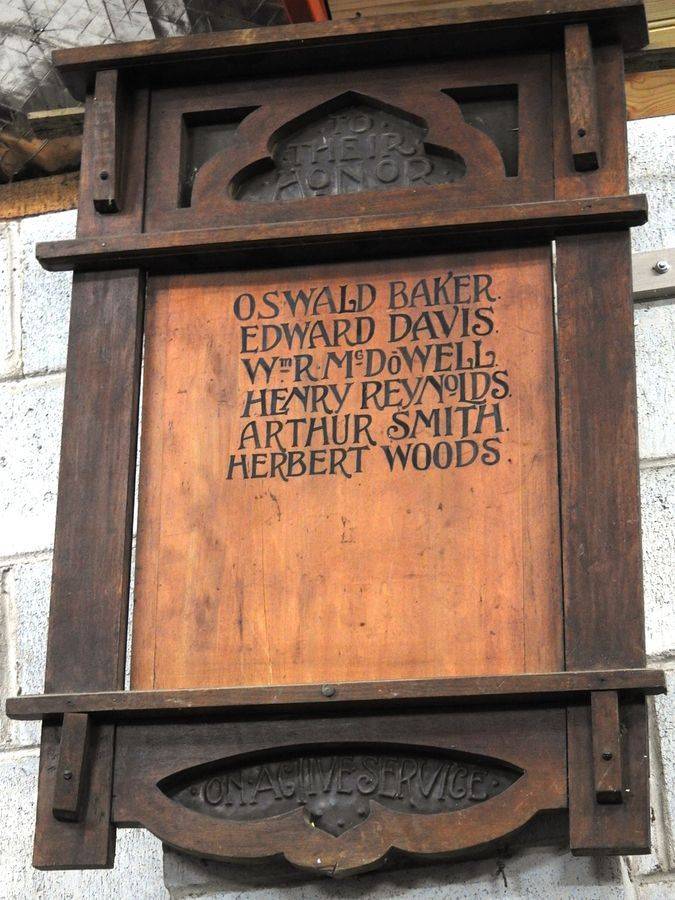 TO
THEIR
HONOR
OSWALD BAKER.
EDWARD DAVIS.
Wm R. McDOWELL.
HENRY REYNOLDS.
ARTHUR SMITH.
HERBERT WOODS.
ON · ACTIVE SERVICE ·